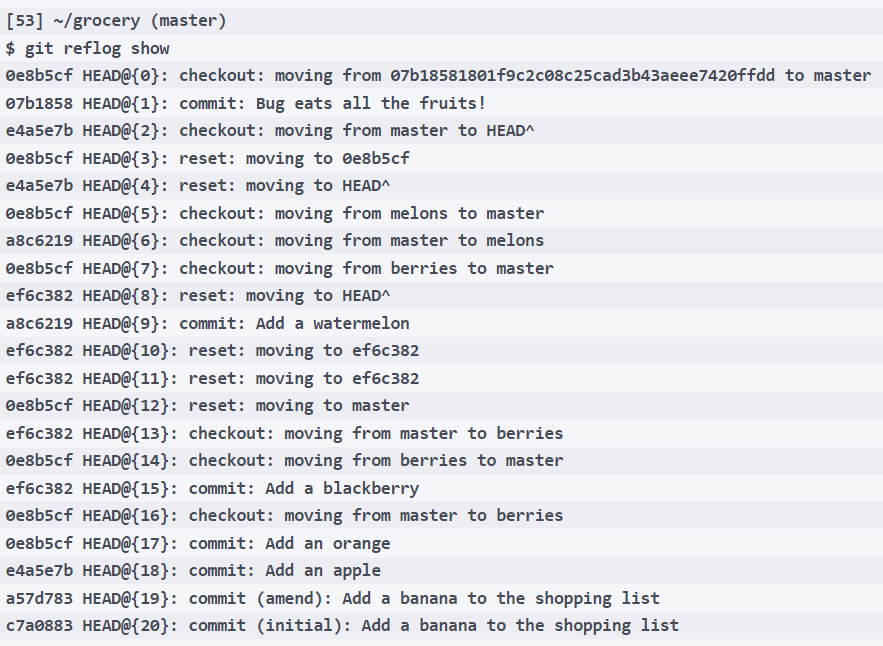 [53] ~/grocery (master)
$ git reflog show
0e8b5cf HEAD@{0}: checkout: moving from 07b18581801f9c2c08c25cad3b43aeee7420ffdd to master
07b1858 HEAD@{1}: commit: Bug eats all the fruits!
e4a5e7b HEAD@{2}: checkout: moving from master to HEAD^
0e8b5cf HEAD@{3}: reset: moving to 0e8b5cf
e4a5e7b HEAD@{4}: reset: moving to HEAD^
0e8b5cf HEAD@{5}: checkout: moving from melons to master
a8c6219 HEAD@{6}: checkout: moving from master to melons
0e8b5cf HEAD@{7}: checkout: moving from berries to master
ef6c382 HEAD@{8}: reset: moving to HEAD^
a8c6219 HEAD@{9}: commit: Add a watermelon
ef6c382 HEAD@{10}: reset: moving to ef6c382
ef6c382 HEAD@{11}: reset: moving to ef6c382
0e8b5cf HEAD@{12}: reset: moving to master
ef6c382 HEAD@{13}: checkout: moving from master to berries
0e8b5cf HEAD@{14}: checkout: moving from berries to master
ef6c382 HEAD@{15}: commit: Add a blackberry
0e8b5cf HEAD@{16}: checkout: moving from master to berries
0e8b5cf HEAD@{17}: commit: Add an orange
e4a5e7b HEAD@{18}: commit: Add an apple
a57d783 HEAD@{19}: commit (amend): Add a banana to the shopping list
c7a0883 HEAD@{20}: commit (initial): Add a banana to the shopping list